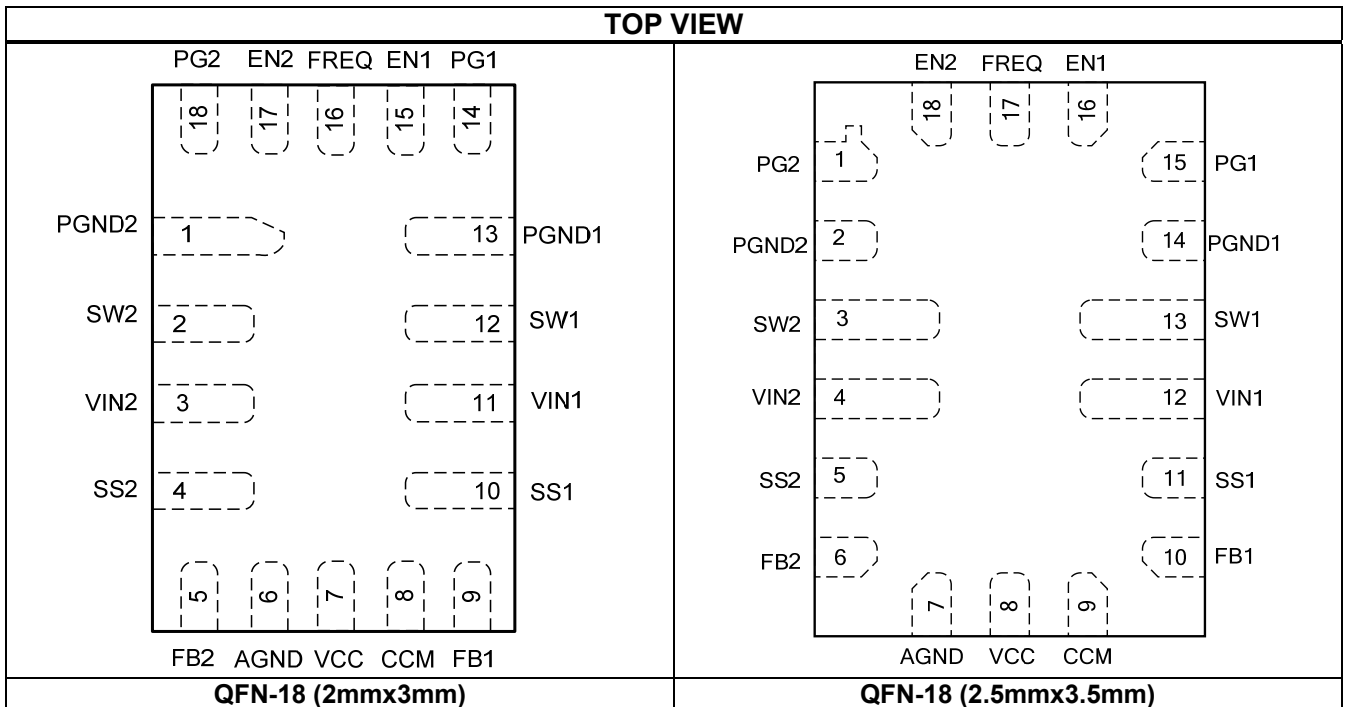 TOP VIEW
PG2 EN2 FREQ EN1 PG1
18 17 16 15 14
PGND2 1 13 PGND1
SW2 2 12 SW1
VIN2 3 11 VIN1
SS2 4 10 SS1
5 6 7 8 9
FB2 AGND VCC CCM FB1
QFN-18 (2mmx3mm)
EN2 FREQ EN1
18 17 16
PG2 1 15 PG1
PGND2 2 14 PGND1
SW2 3 13 SW1
VIN2 4 12 VIN1
SS2 5 11 SS1
FB2 6 10 FB1
7 8 9
AGND VCC CCM
QFN-18 (2.5mmx3.5mm)